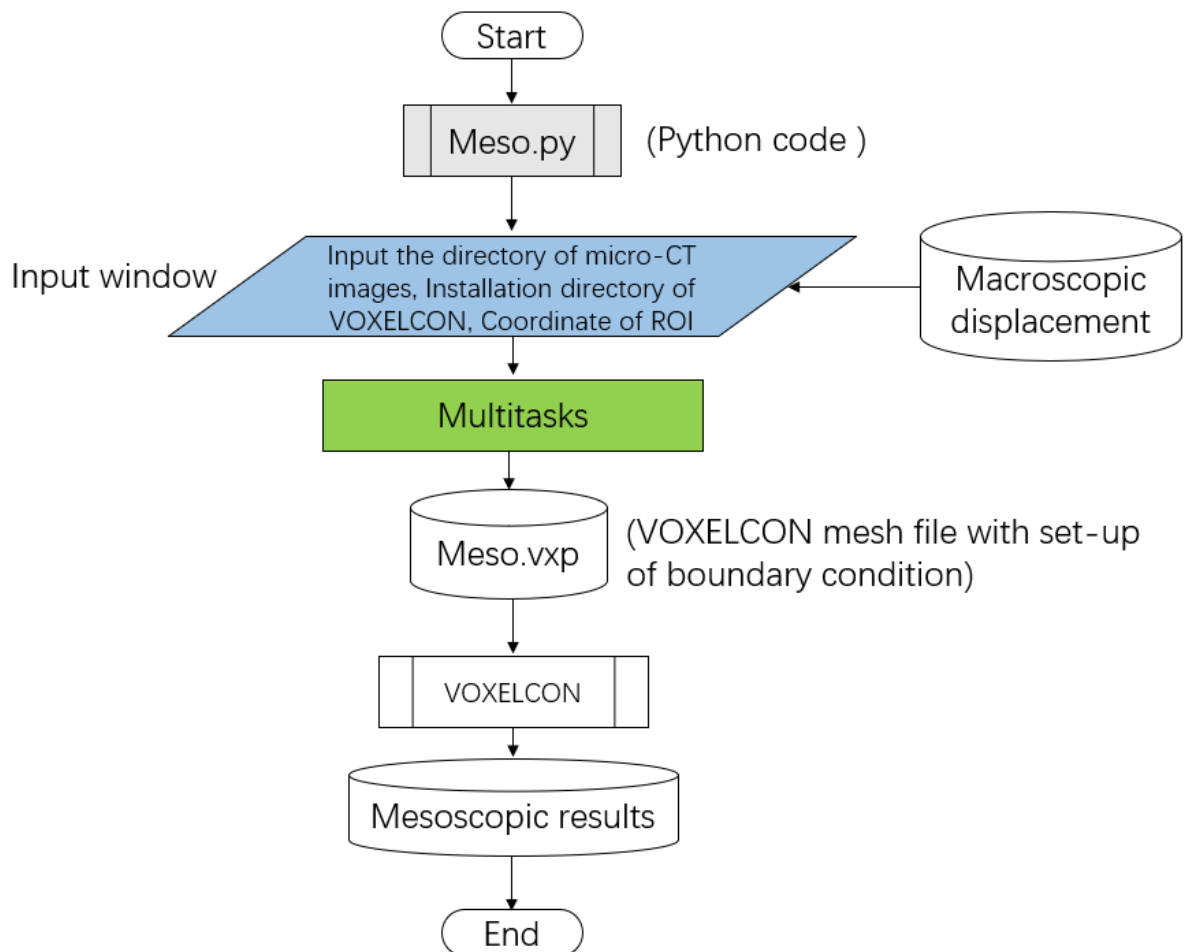 Start
Meso.py
(Python code )
Input window
Input the directory of micro-CT
images, Installation directory of
VOXELCON, Coordinate of ROI
Macroscopic
displacement
Multitasks
Meso.vxp
(VOXELCON mesh file with set-up
of boundary condition)
VOXELCON
Mesoscopic results
End